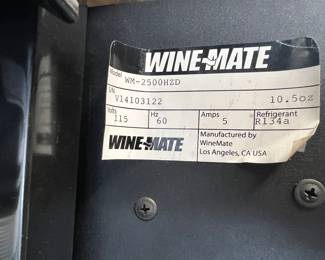 WINE-MATE
Model WM-2500HZD
S/N V14103122 10.5oz
Volts Hz Amps Refrigerant
115 60 5 R134a
WINE-MATE Manufactured by
WineMate
Los Angeles, CA USA